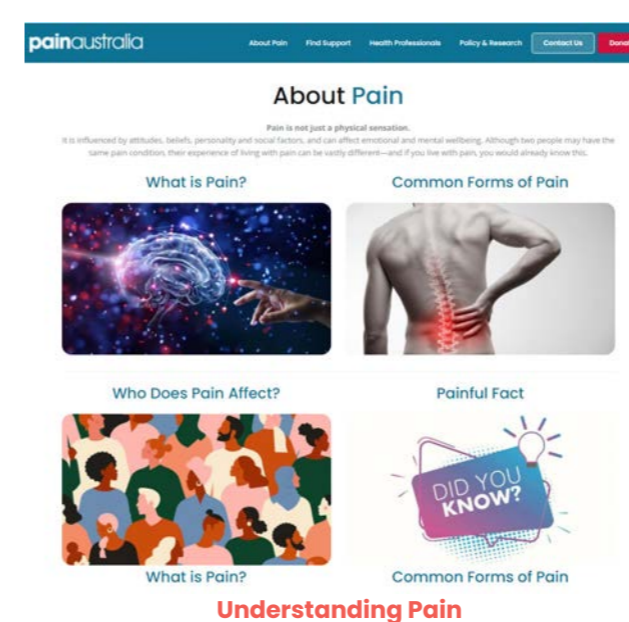 painaustralia
About Pain Find Support Health Professionals Policy & Research Contact Us Donat
About Pain
Pain is not just a physical sensation.
It is influenced by attitudes, beliefs, personality and social factors, and can affect emotional and mental wellbeing. Although two people may have the
same pain condition, their experience of living with pain can be vastly different—and if you live with pain, you would already know this.
What is Pain? Common Forms of Pain
Who Does Pain Affect? Painful Fact
DID YOU
KNOW?
What is Pain? Common Forms of Pain
Understanding Pain